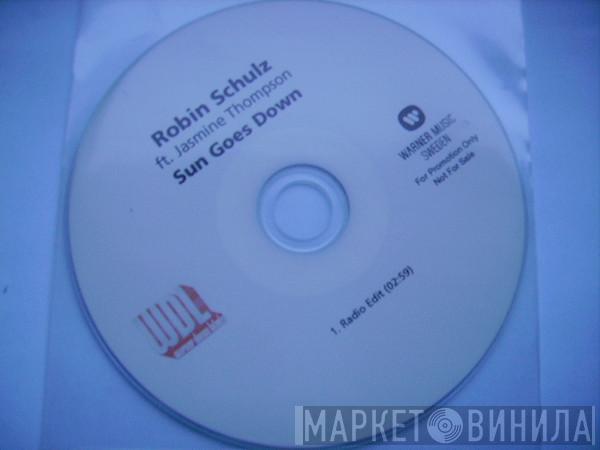 Robin Schulz
ft. Jasmine Thompson
Sun Goes Down
WARNER MUSIC
SWEDEN
For Promotion Only
Not For Sale
1. Radio Edit (02:59)
WDL
МАРКЕТ ВИНИЛА